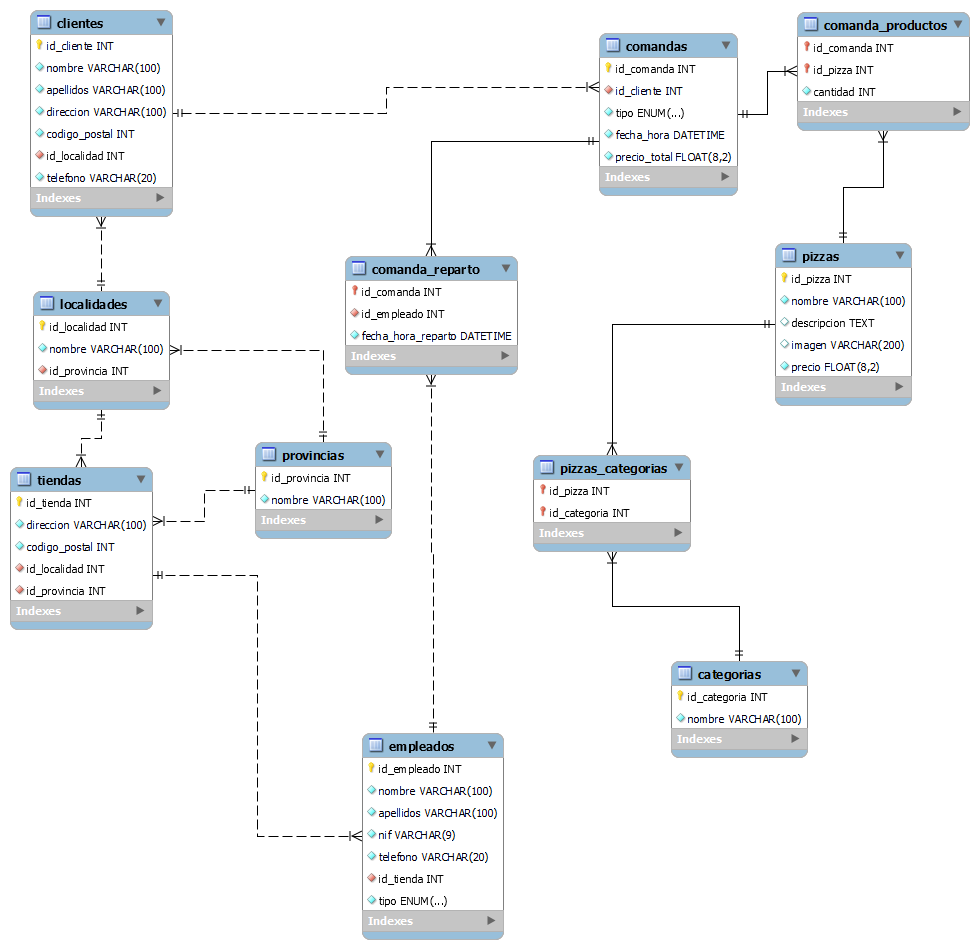 clientes
id_cliente INT
nombre VARCHAR(100)
apellidos VARCHAR(100)
direccion VARCHAR(100)
codigo_postal INT
id_localidad INT
telefono VARCHAR(20)
Indexes
comandas
id_comanda INT
id_cliente INT
tipo ENUM(...)
fecha_hora DATETIME
precio_total FLOAT(8,2)
Indexes
comanda_productos
id_comanda INT
id_pizza INT
cantidad INT
Indexes
comanda_reparto
id_comanda INT
id_empleado INT
fecha_hora_reparto DATETIME
Indexes
pizzas
id_pizza INT
nombre VARCHAR(100)
descripcion TEXT
imagen VARCHAR(200)
precio FLOAT(8,2)
Indexes
localidades
id_localidad INT
nombre VARCHAR(100)
id_provincia INT
Indexes
provincias
id_provincia INT
nombre VARCHAR(100)
Indexes
pizzas_categorias
id_pizza INT
id_categoria INT
Indexes
tiendas
id_tienda INT
direccion VARCHAR(100)
codigo_postal INT
id_localidad INT
id_provincia INT
Indexes
categorias
id_categoria INT
nombre VARCHAR(100)
Indexes
empleados
id_empleado INT
nombre VARCHAR(100)
apellidos VARCHAR(100)
nif VARCHAR(9)
telefono VARCHAR(20)
id_tienda INT
tipo ENUM(...)
Indexes